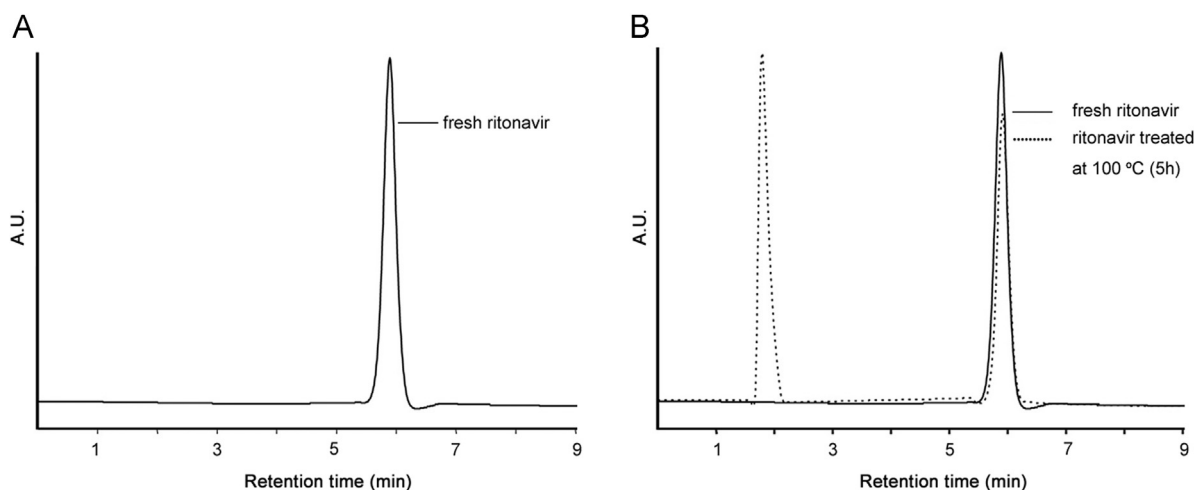 A
A.U.
fresh ritonavir
1 3 5 7 9
Retention time (min)
B
A.U.
fresh ritonavir
ritonavir treated
at 100 ºC (5h)
1 3 5 7 9
Retention time (min)